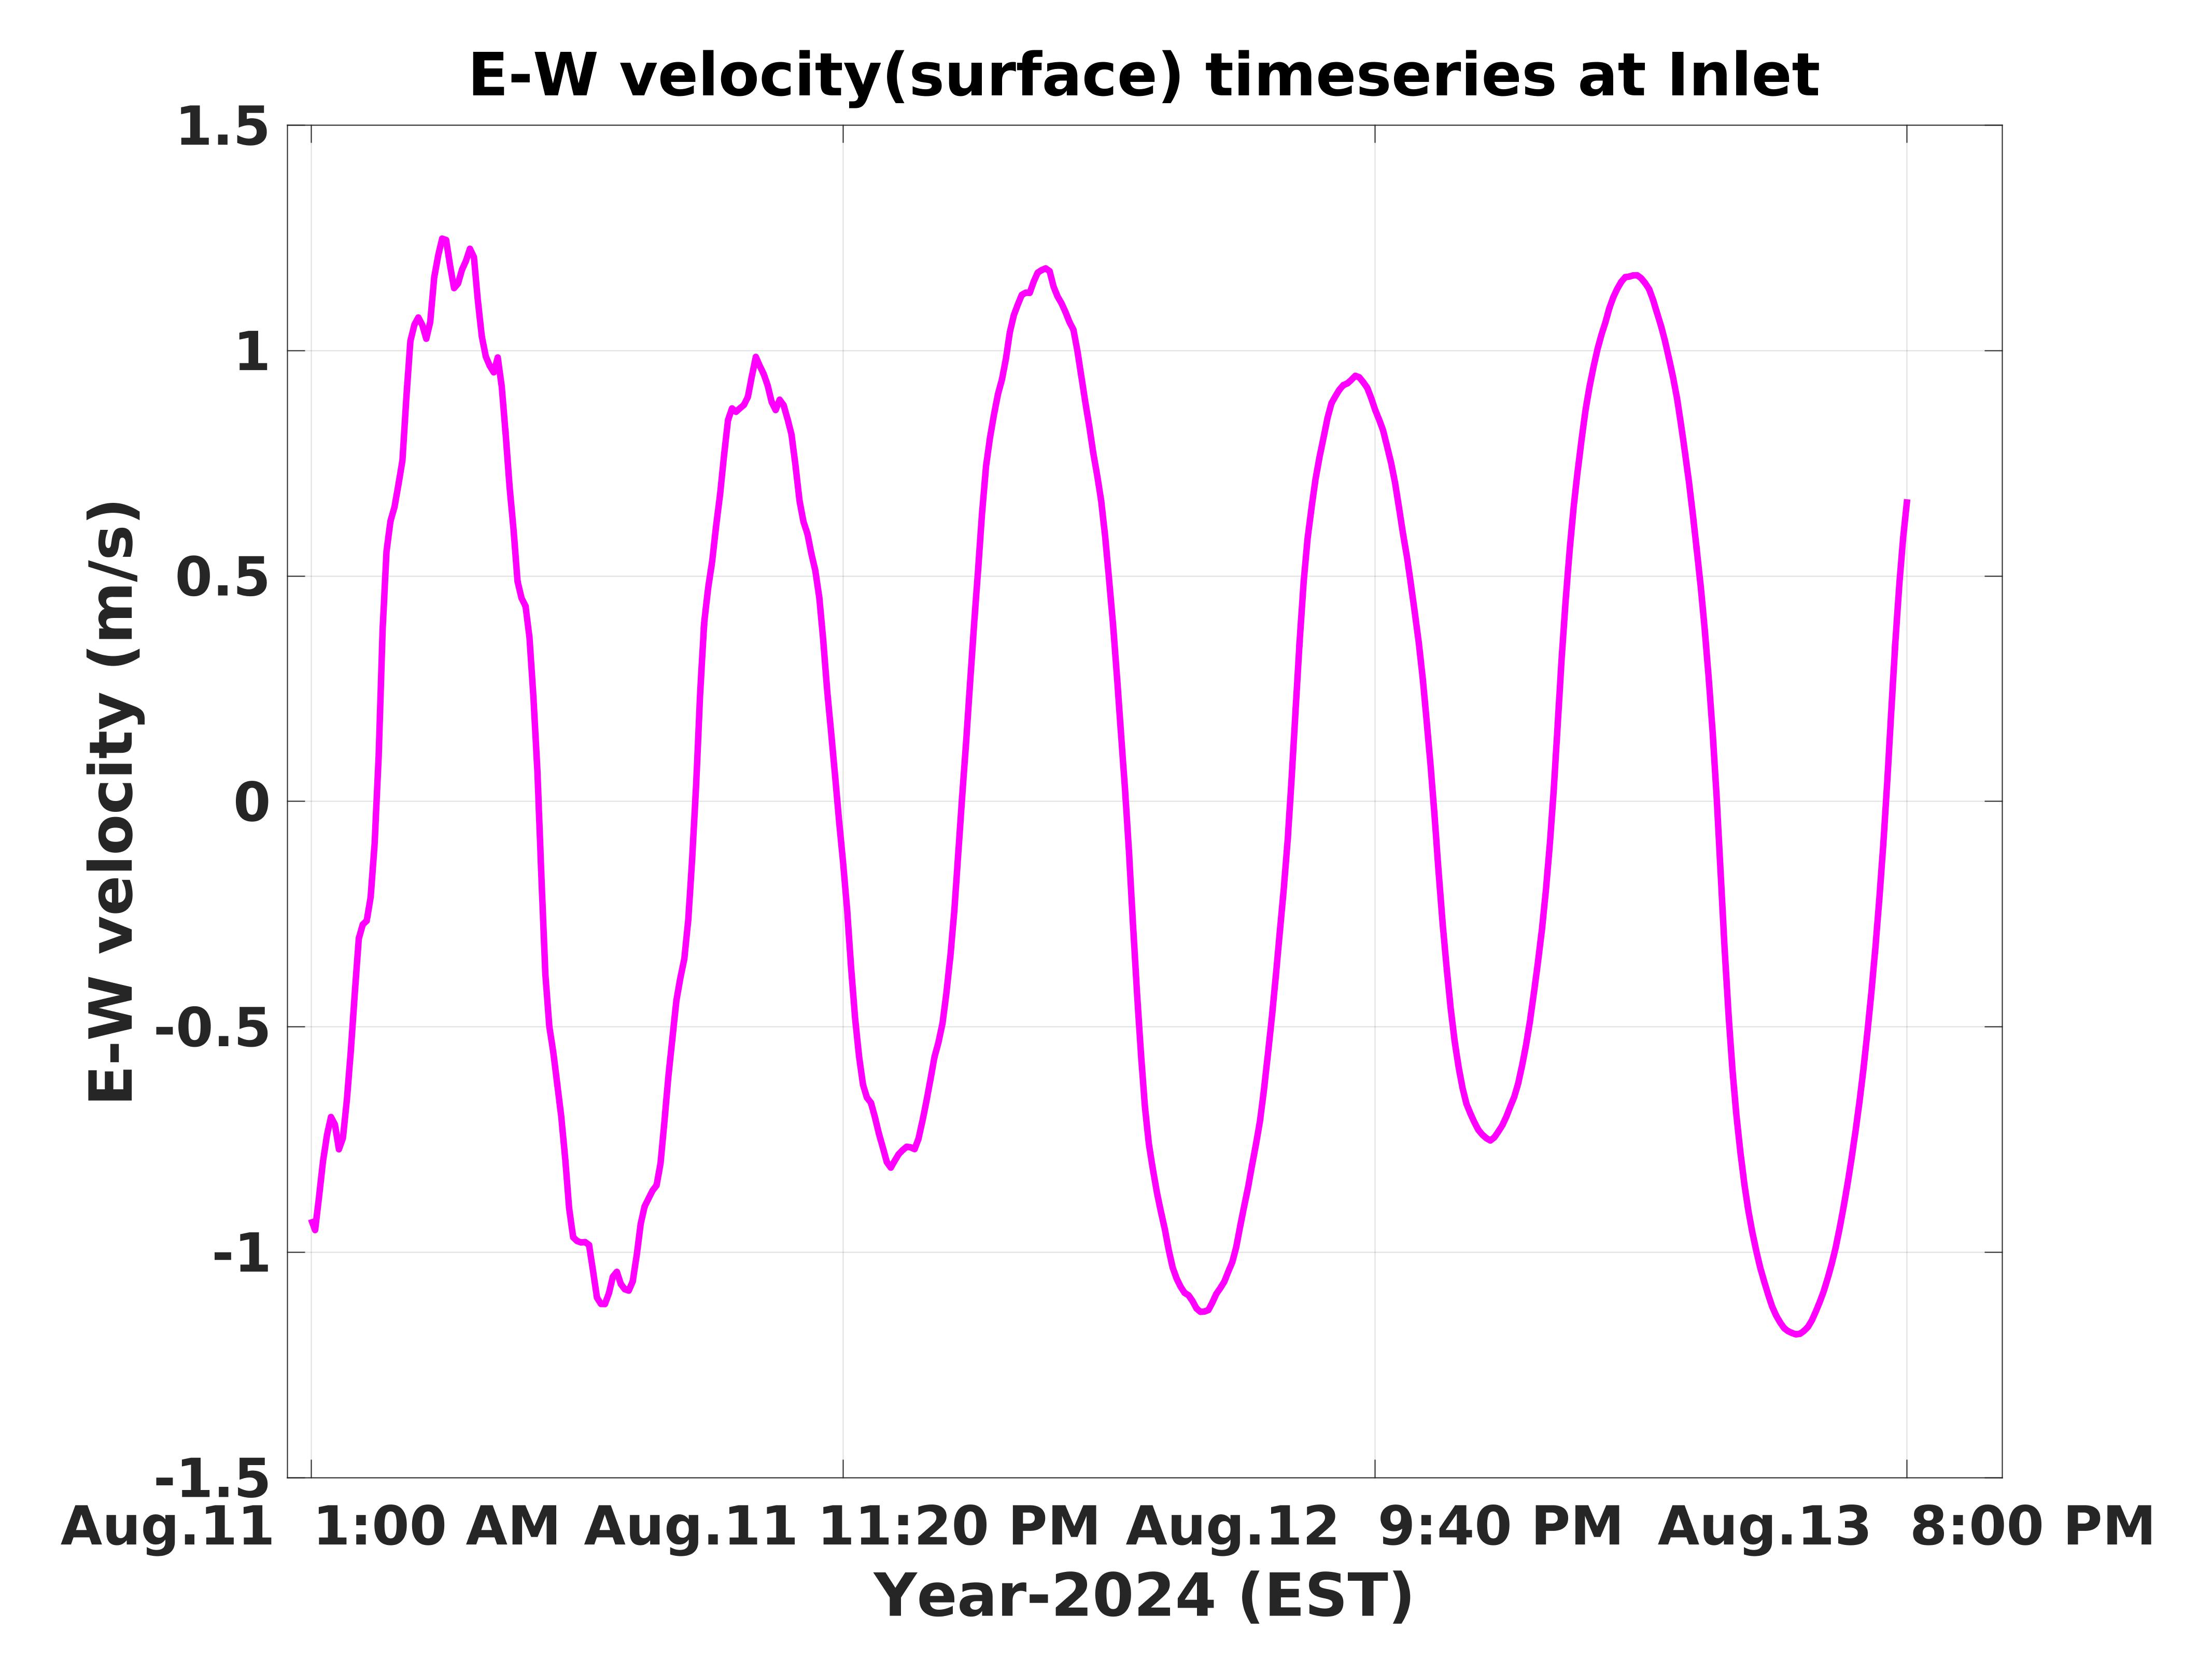 E-W velocity(surface) timeseries at Inlet
E-W velocity (m/s)
1.5
1
0.5
0
-0.5
-1
-1.5
Aug.11 1:00 AM Aug.11 11:20 PM Aug.12 9:40 PM Aug.13 8:00 PM
Year-2024 (EST)